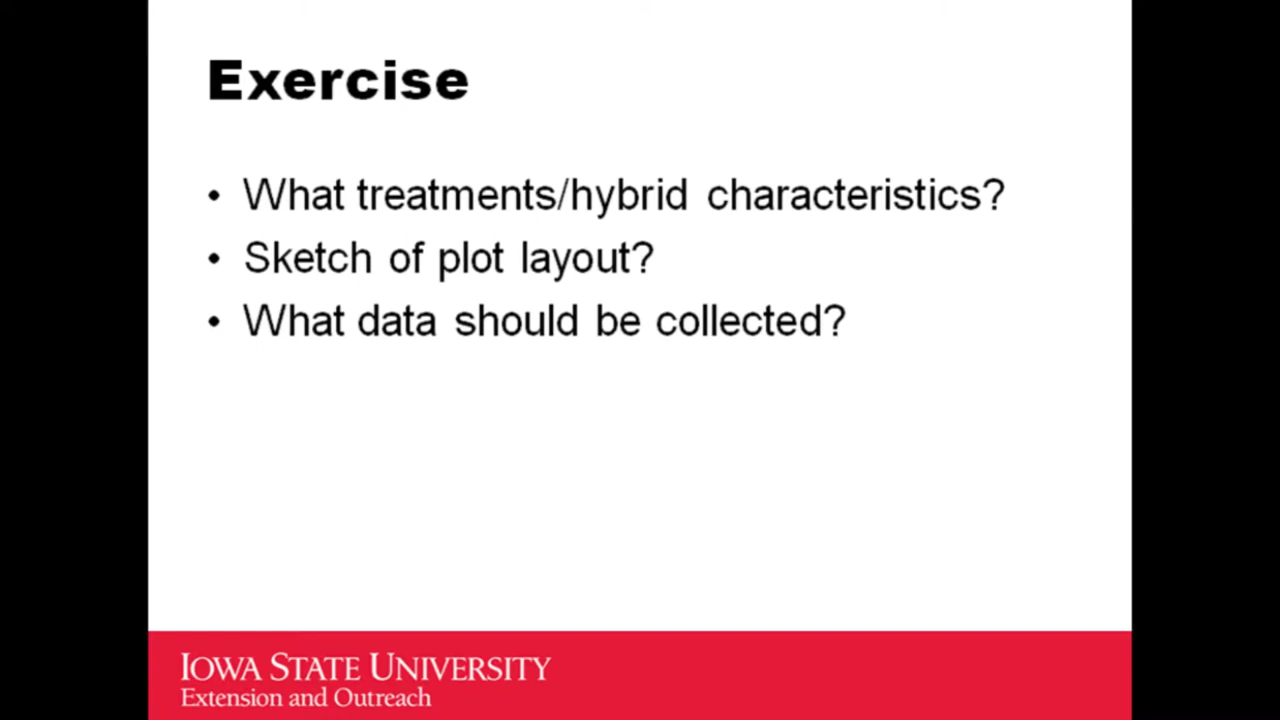 Exercise
• What treatments/hybrid characteristics?
• Sketch of plot layout?
• What data should be collected?
IOWA STATE UNIVERSITY
Extension and Outreach